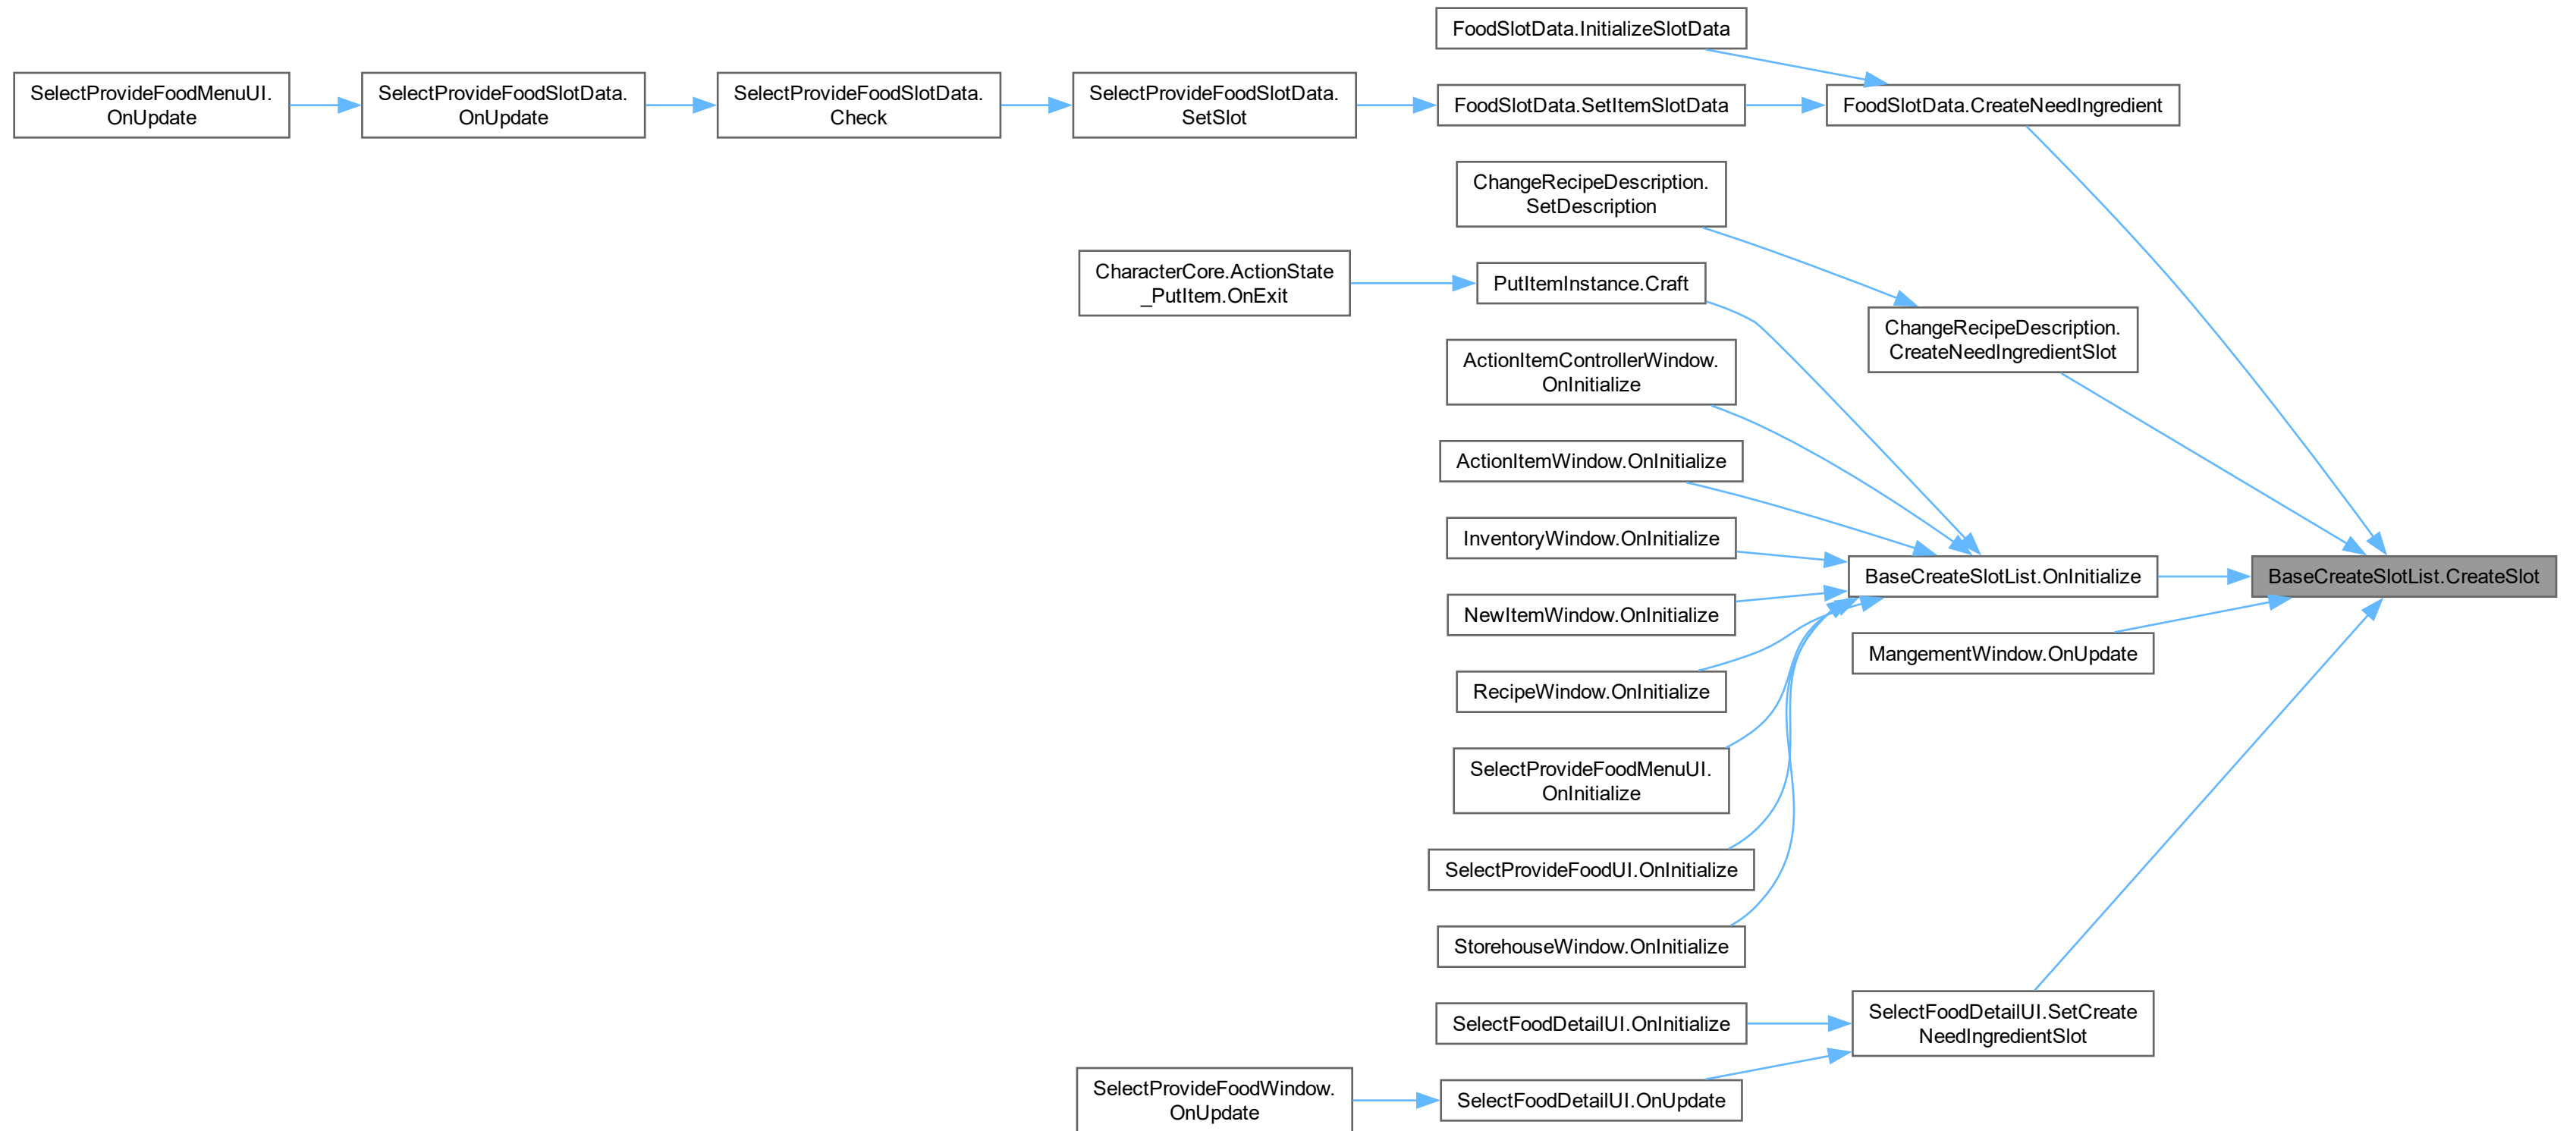 FoodSlotData.InitializeSlotData
SelectProvideFoodMenuUI.
OnUpdate
SelectProvideFoodSlotData.
OnUpdate
SelectProvideFoodSlotData.
Check
SelectProvideFoodSlotData.
SetSlot
FoodSlotData.SetItemSlotData
FoodSlotData.CreateNeedIngredient
ChangeRecipeDescription.
SetDescription
CharacterCore.ActionState
_PutItem.OnExit
PutItemInstance.Craft
ChangeRecipeDescription.
CreateNeedIngredientSlot
ActionItemControllerWindow.
OnInitialize
ActionItemWindow.OnInitialize
InventoryWindow.OnInitialize
BaseCreateSlotList.OnInitialize
BaseCreateSlotList.CreateSlot
NewItemWindow.OnInitialize
MangementWindow.OnUpdate
RecipeWindow.OnInitialize
SelectProvideFoodMenuUI.
OnInitialize
SelectProvideFoodUI.OnInitialize
StorehouseWindow.OnInitialize
SelectFoodDetailUI.OnInitialize
SelectFoodDetailUI.SetCreate
NeedIngredientSlot
SelectProvideFoodWindow.
OnUpdate
SelectFoodDetailUI.OnUpdate